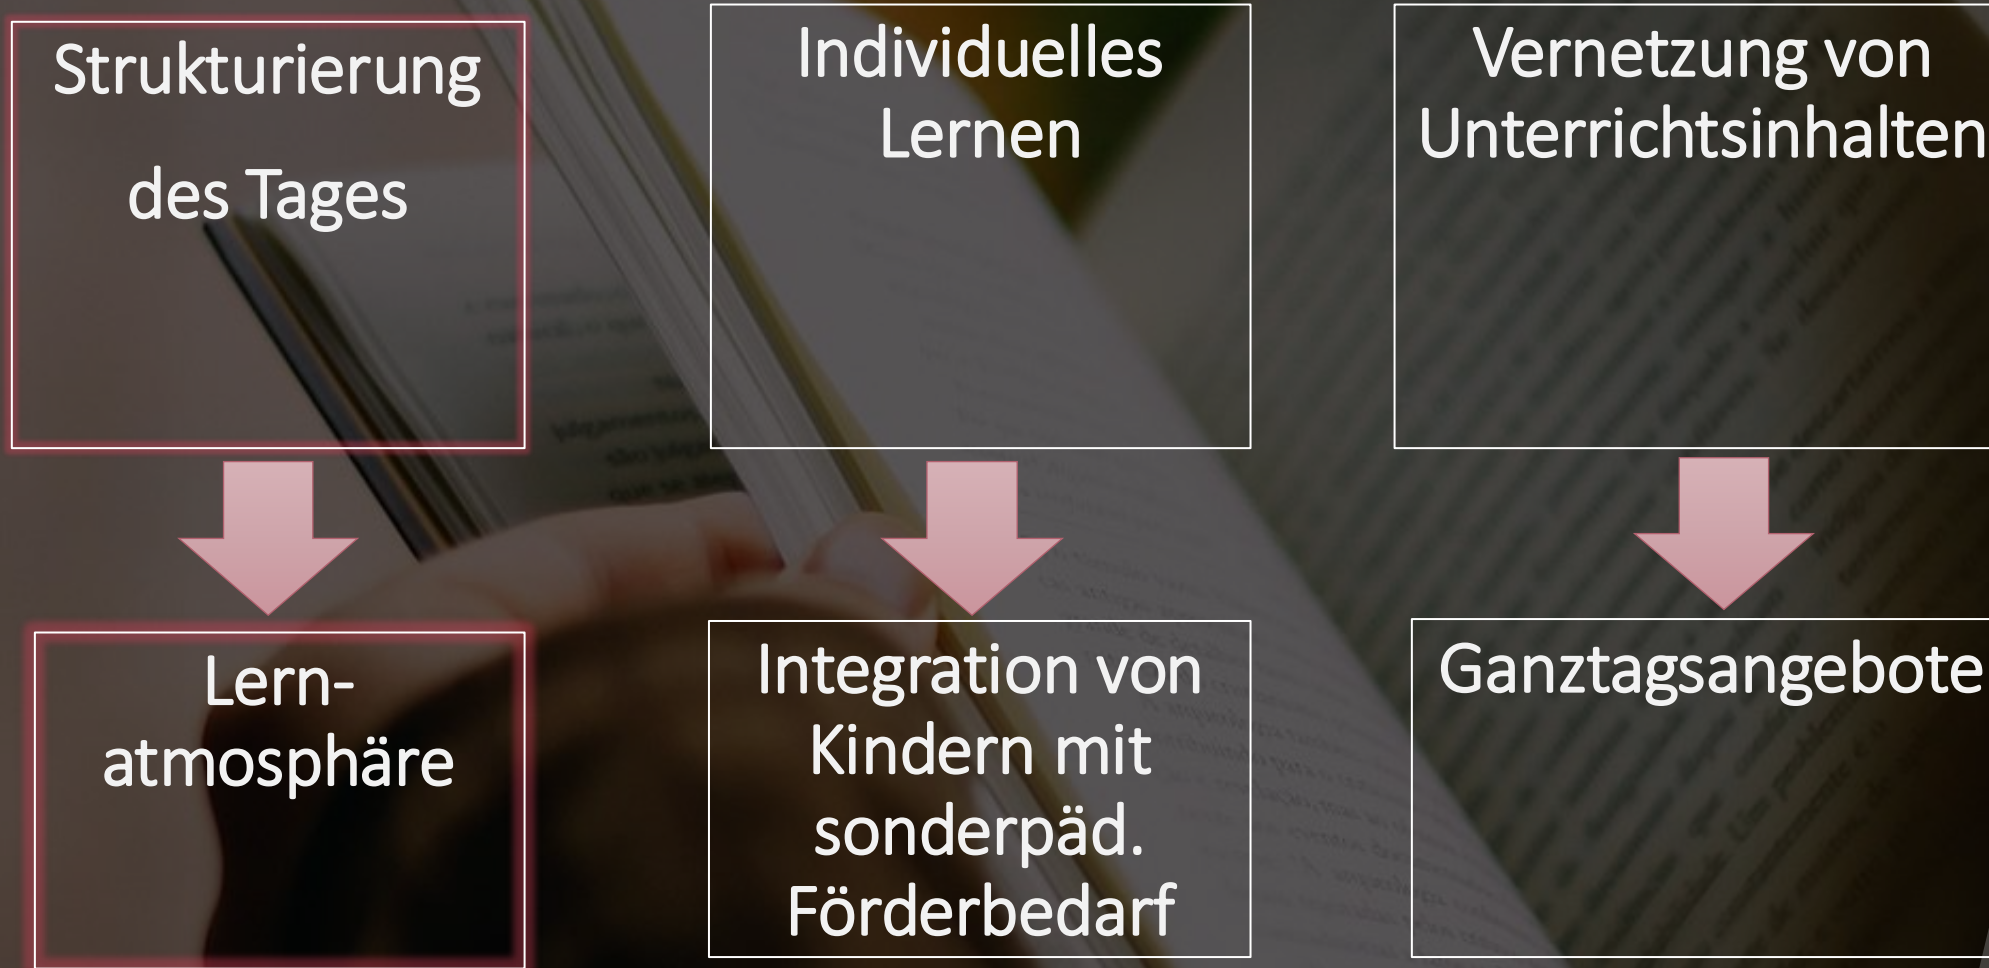 Strukturierung
des Tages
Individuelles
Lernen
Vernetzung von
Unterrichtsinhalten
Lern-
atmosphäre
Integration von
Kindern mit
sonderpäd.
Förderbedarf
Ganztagsangebote